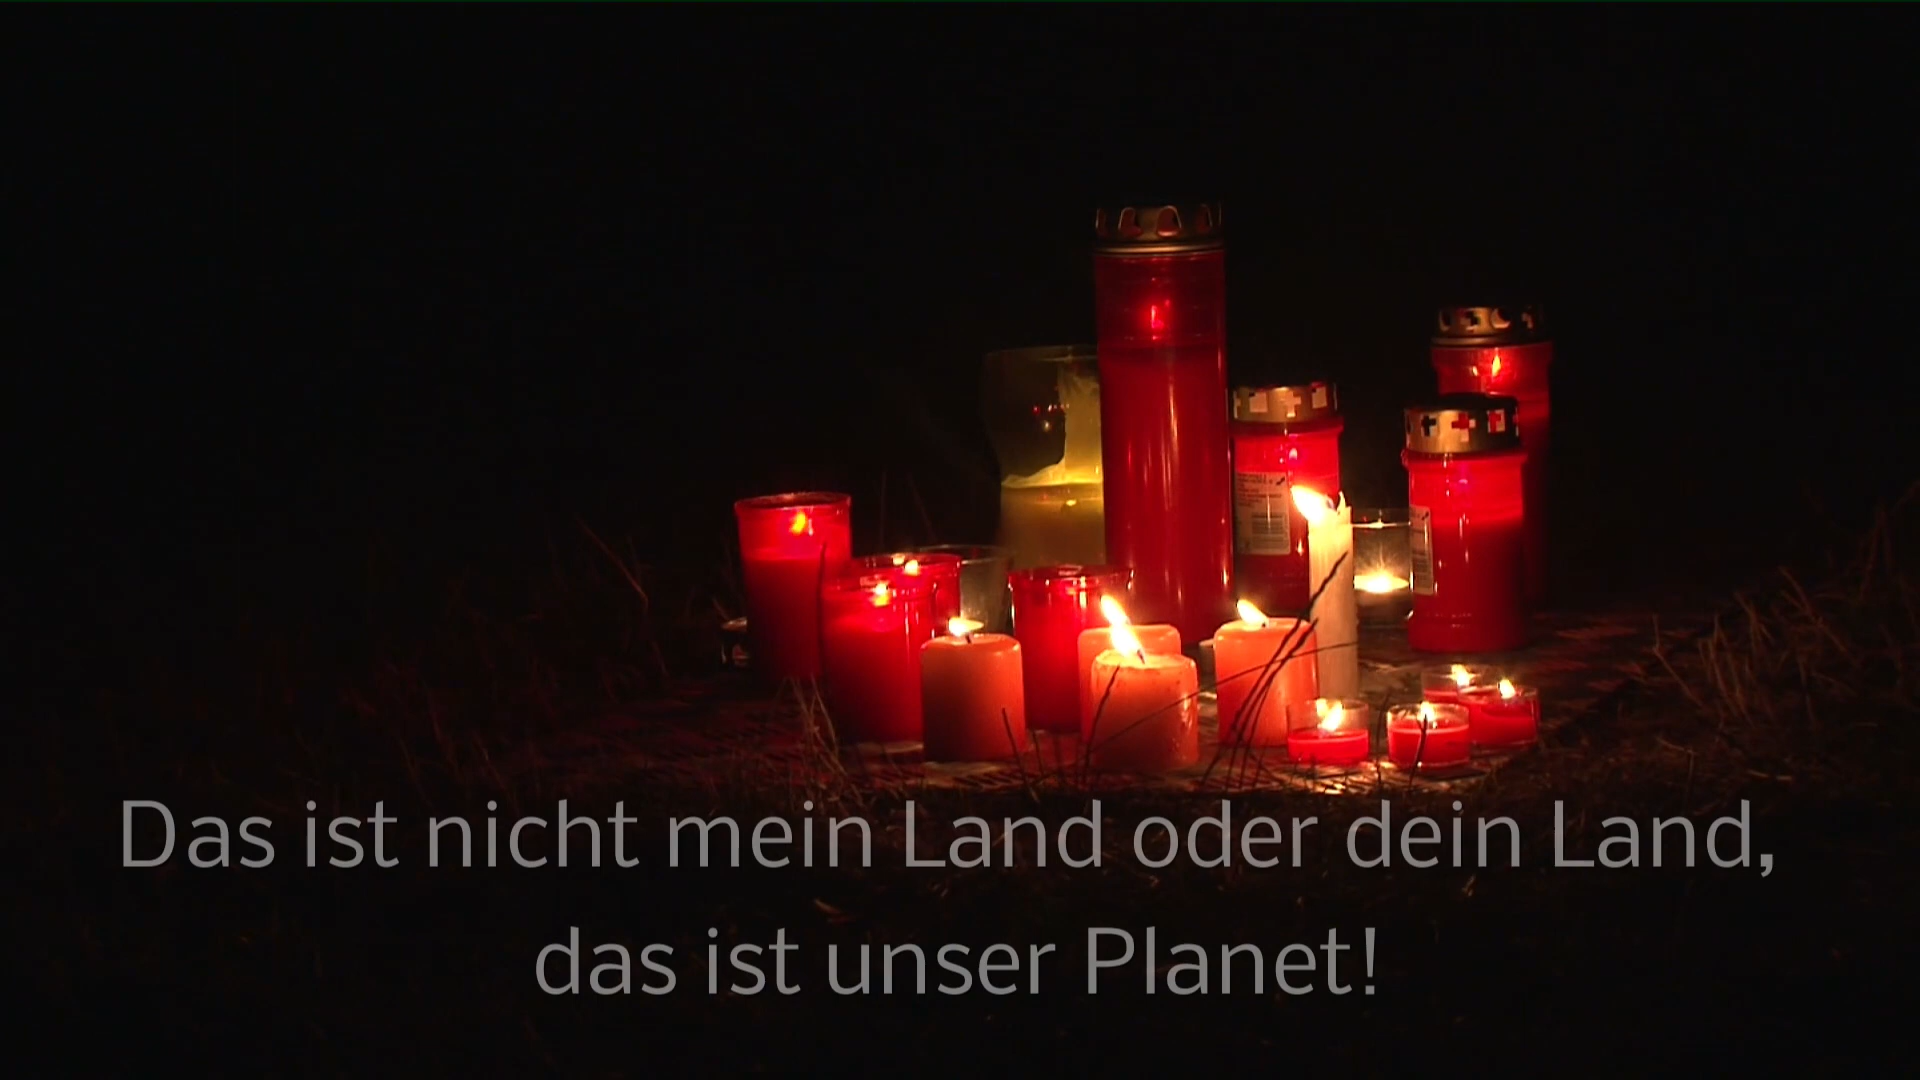 Das ist nicht mein Land oder dein Land,
das ist unser Planet!